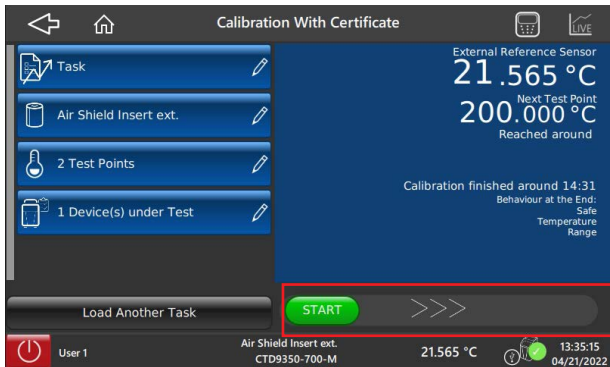 Calibration With Certificate
LIVE
Task
Air Shield Insert ext.
2 Test Points
1 Device(s) under Test
Load Another Task
External Reference Sensor
21.565 °C
Next Test Point
200.000 °C
Reached around
Calibration finished around 14:31
Behaviour at the End:
Safe
Temperature
Range
START >>>
User 1
Air Shield Insert ext.
CTD9350-700-M
21.565 °C
13:35:15
04/21/2022